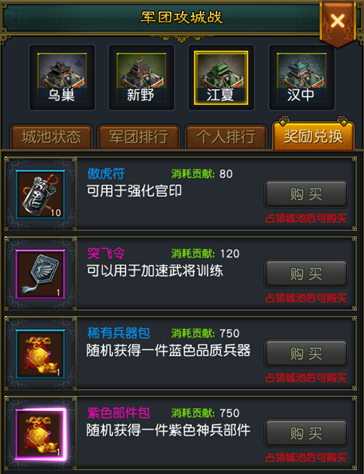 军团攻城战
乌巢 新野 江夏 汉中
城池状态 军团排行 个人排行 奖励兑换
傲虎符 消耗贡献: 80
可用于强化官印
10
购买
占领城池后可购买
突飞令 消耗贡献: 120
可以用于加速武将训练
1
购买
占领城池后可购买
稀有兵器包 消耗贡献: 750
随机获得一件蓝色品质兵器
1
购买
占领城池后可购买
紫色部件包 消耗贡献: 750
随机获得一件紫色神兵部件
1
购买
占领城池后可购买